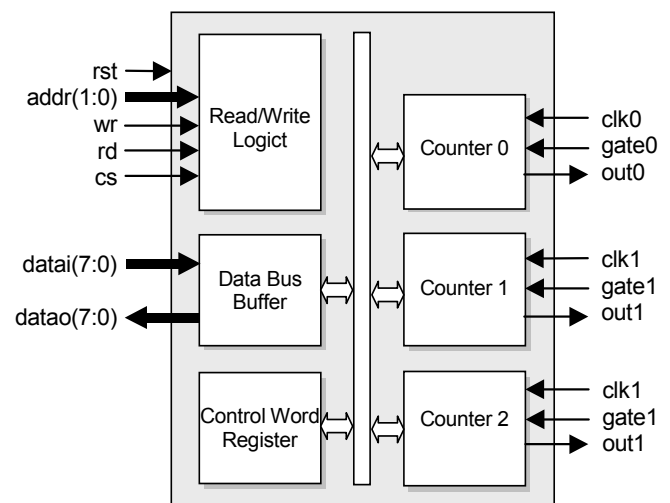 rst
addr(1:0)
wr
rd
cs
Read/Write
Logict
datai(7:0)
datao(7:0)
Data Bus
Buffer
Control Word
Register
Counter 0
clk0
gate0
out0
Counter 1
clk1
gate1
out1
Counter 2
clk1
gate1
out1